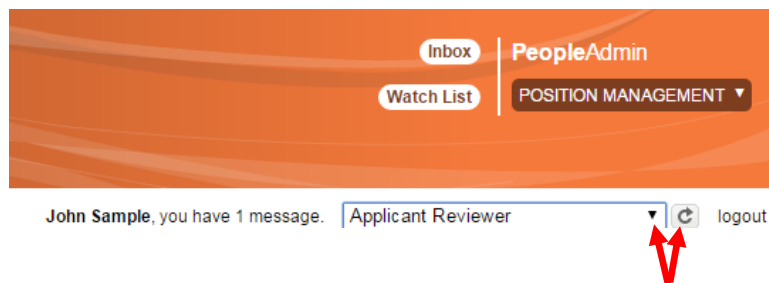 Inbox
PeopleAdmin
Watch List
POSITION MANAGEMENT
John Sample, you have 1 message. Applicant Reviewer logout